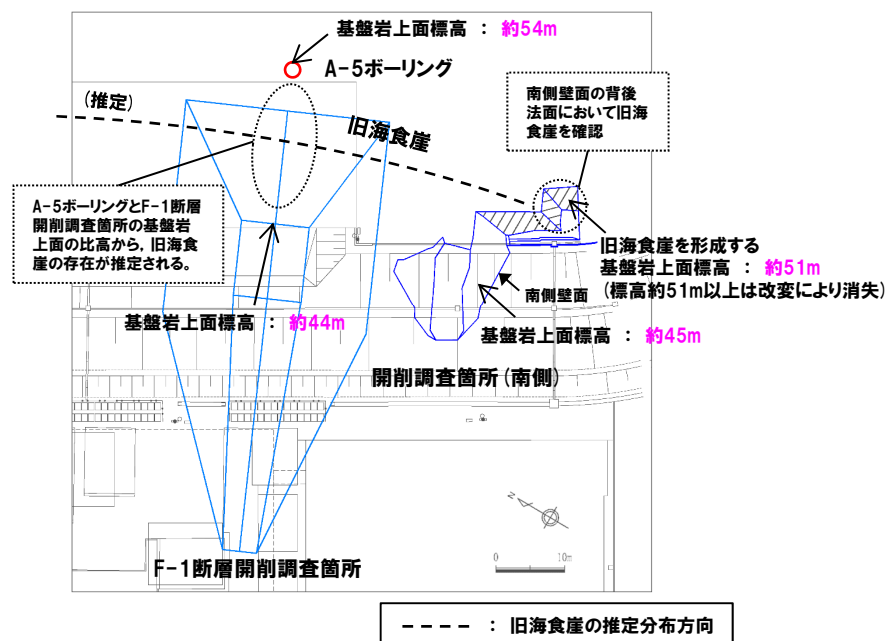 基盤岩上面標高 ： 約54m
A-5ボーリング
(推定)
旧海食崖
南側壁面の背後
法面において旧海
食崖を確認
A-5ボーリングとF-1断層
開削調査箇所の基盤岩
上面の比高から, 旧海食
崖の存在が推定される。
旧海食崖を形成する
基盤岩上面標高 ： 約51m
(標高約51m以上は改変により消失)
南側壁面
基盤岩上面標高 ： 約44m
基盤岩上面標高 ： 約45m
開削調査箇所(南側)
N
0 10m
F-1断層開削調査箇所
： 旧海食崖の推定分布方向